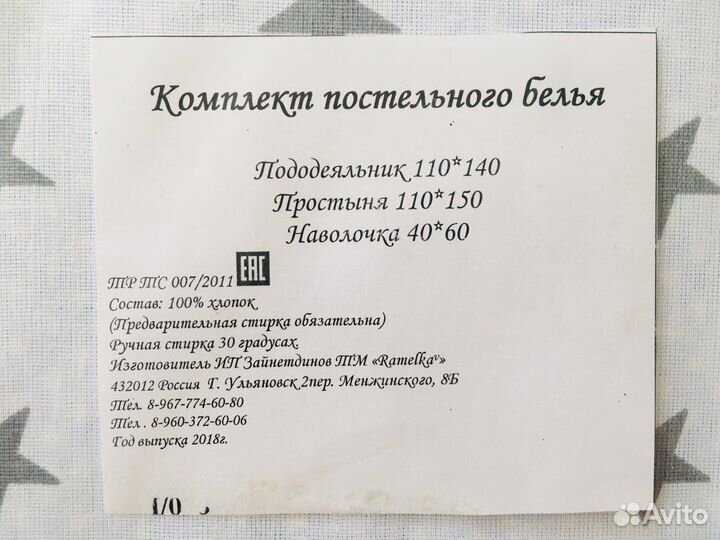 Комплект постельного белья
Пододеяльник 110*140
Простыня 110*150
Наволочка 40*60
ТР ТС 007/2011 ЕАС
Состав: 100% хлопок
(Предварительная стирка обязательна)
Ручная стирка 30 градусах.
Изготовитель ИП Зайнетдинов ТМ «Ramelkav»
432012 Россия Г. Ульяновск 2пер. Менжинского, 8Б
Тел. 8-967-774-60-80
Тел . 8-960-372-60-06
Год выпуска 2018г.
Avito